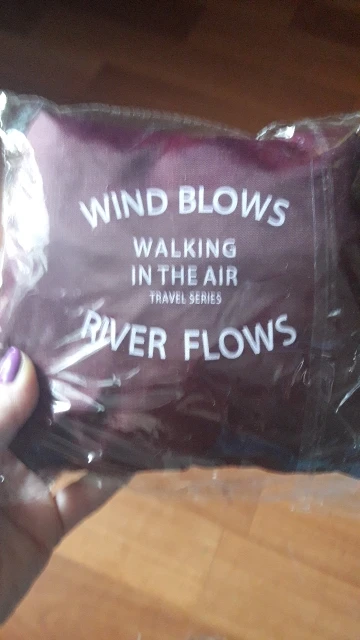 WIND BLOWS
WALKING
IN THE AIR
TRAVEL SERIES
RIVER FLOWS